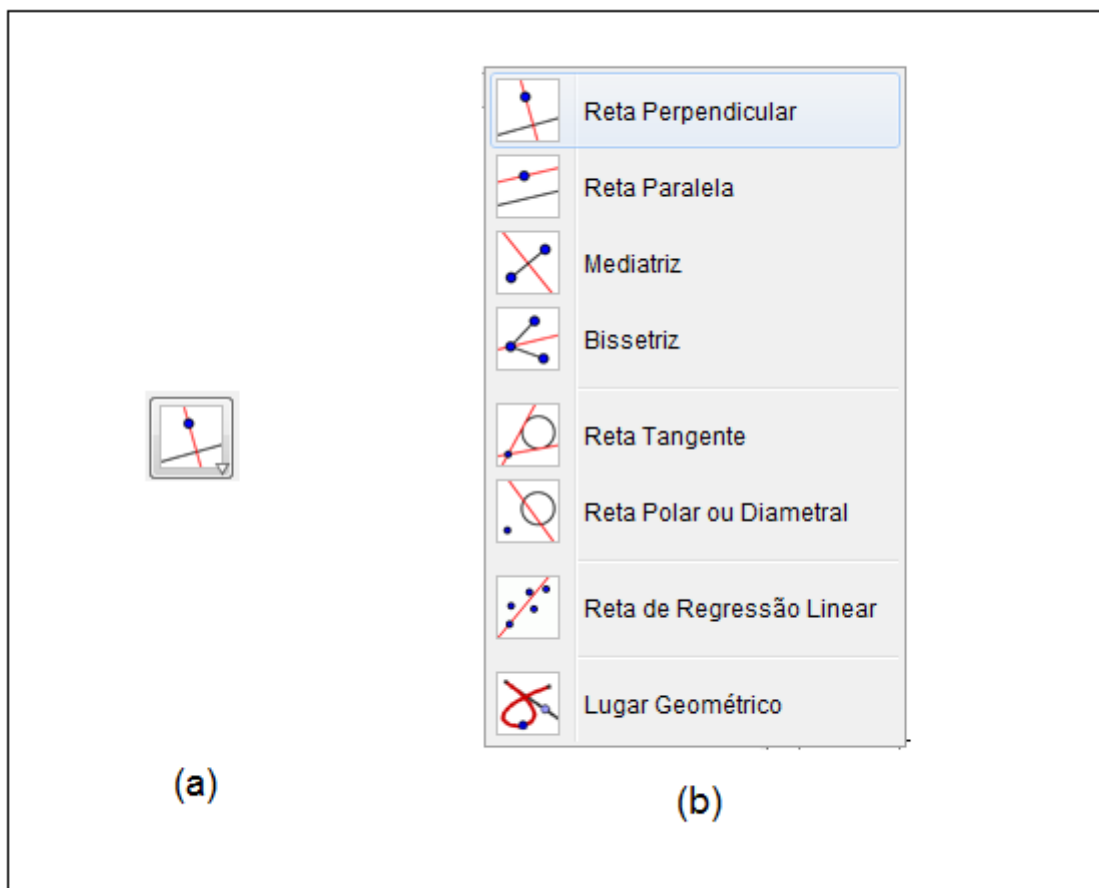 Reta Perpendicular
Reta Paralela
Mediatriz
Bissetriz
Reta Tangente
Reta Polar ou Diametral
Reta de Regressão Linear
Lugar Geométrico
(a)
(b)